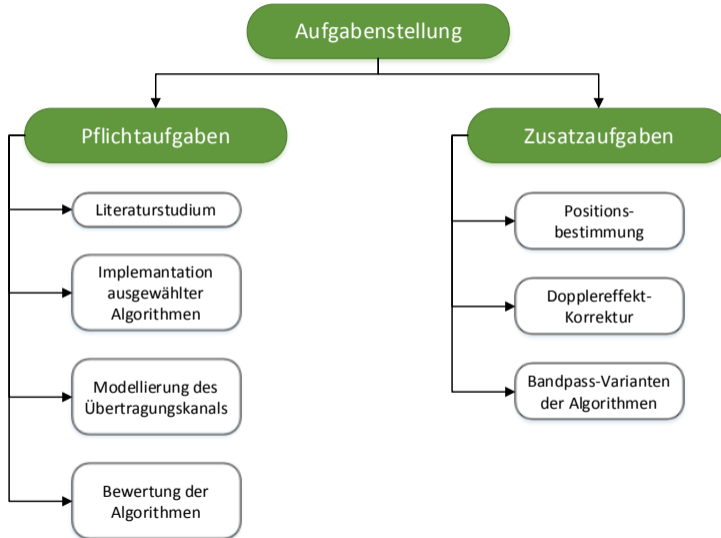 Aufgabenstellung
Pflichtaufgaben
Literaturstudium
Implemantation
ausgewählter
Algorithmen
Modellierung des
Übertragungskanals
Bewertung der
Algorithmen
Zusatzaufgaben
Positions-
bestimmung
Dopplereffekt-
Korrektur
Bandpass-Varianten
der Algorithmen